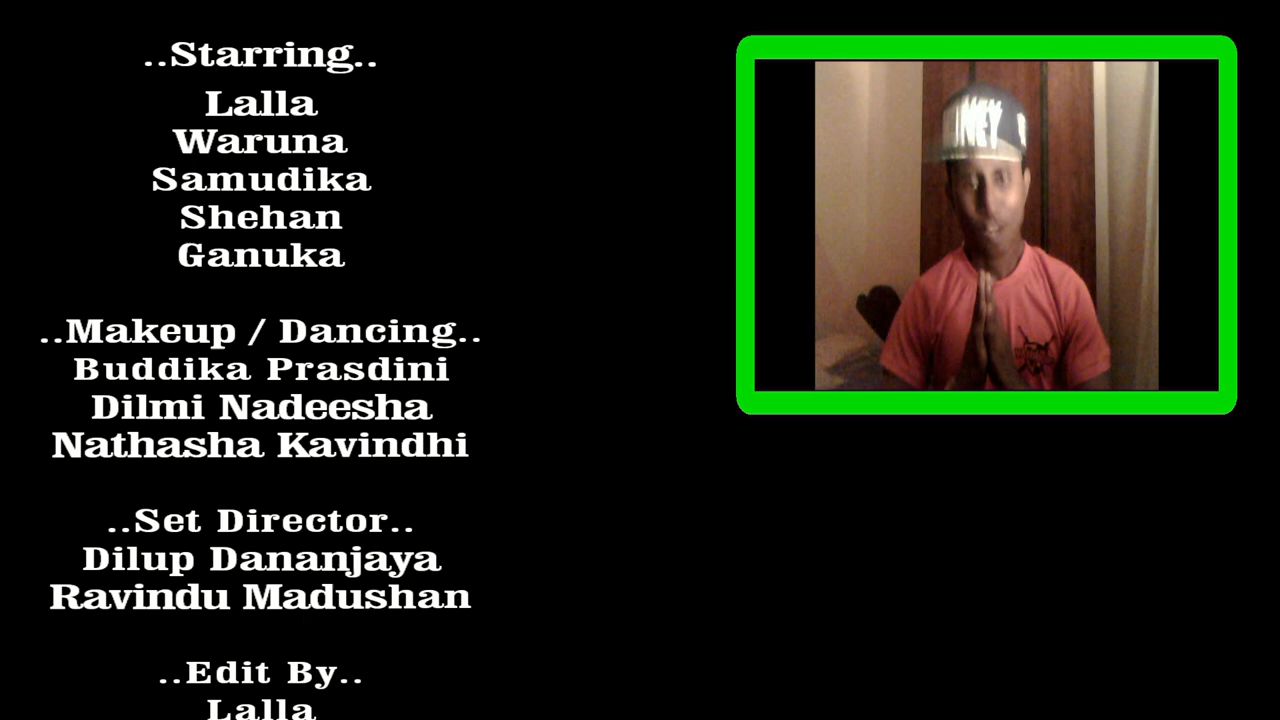 ..Starring..
Lalla
Waruna
Samudika
Shehan
Ganuka
..Makeup / Dancing..
Buddika Prasdini
Dilmi Nadeesha
Nathasha Kavindhi
..Set Director..
Dilup Dananjaya
Ravindu Madushan
..Edit By..
Lalla